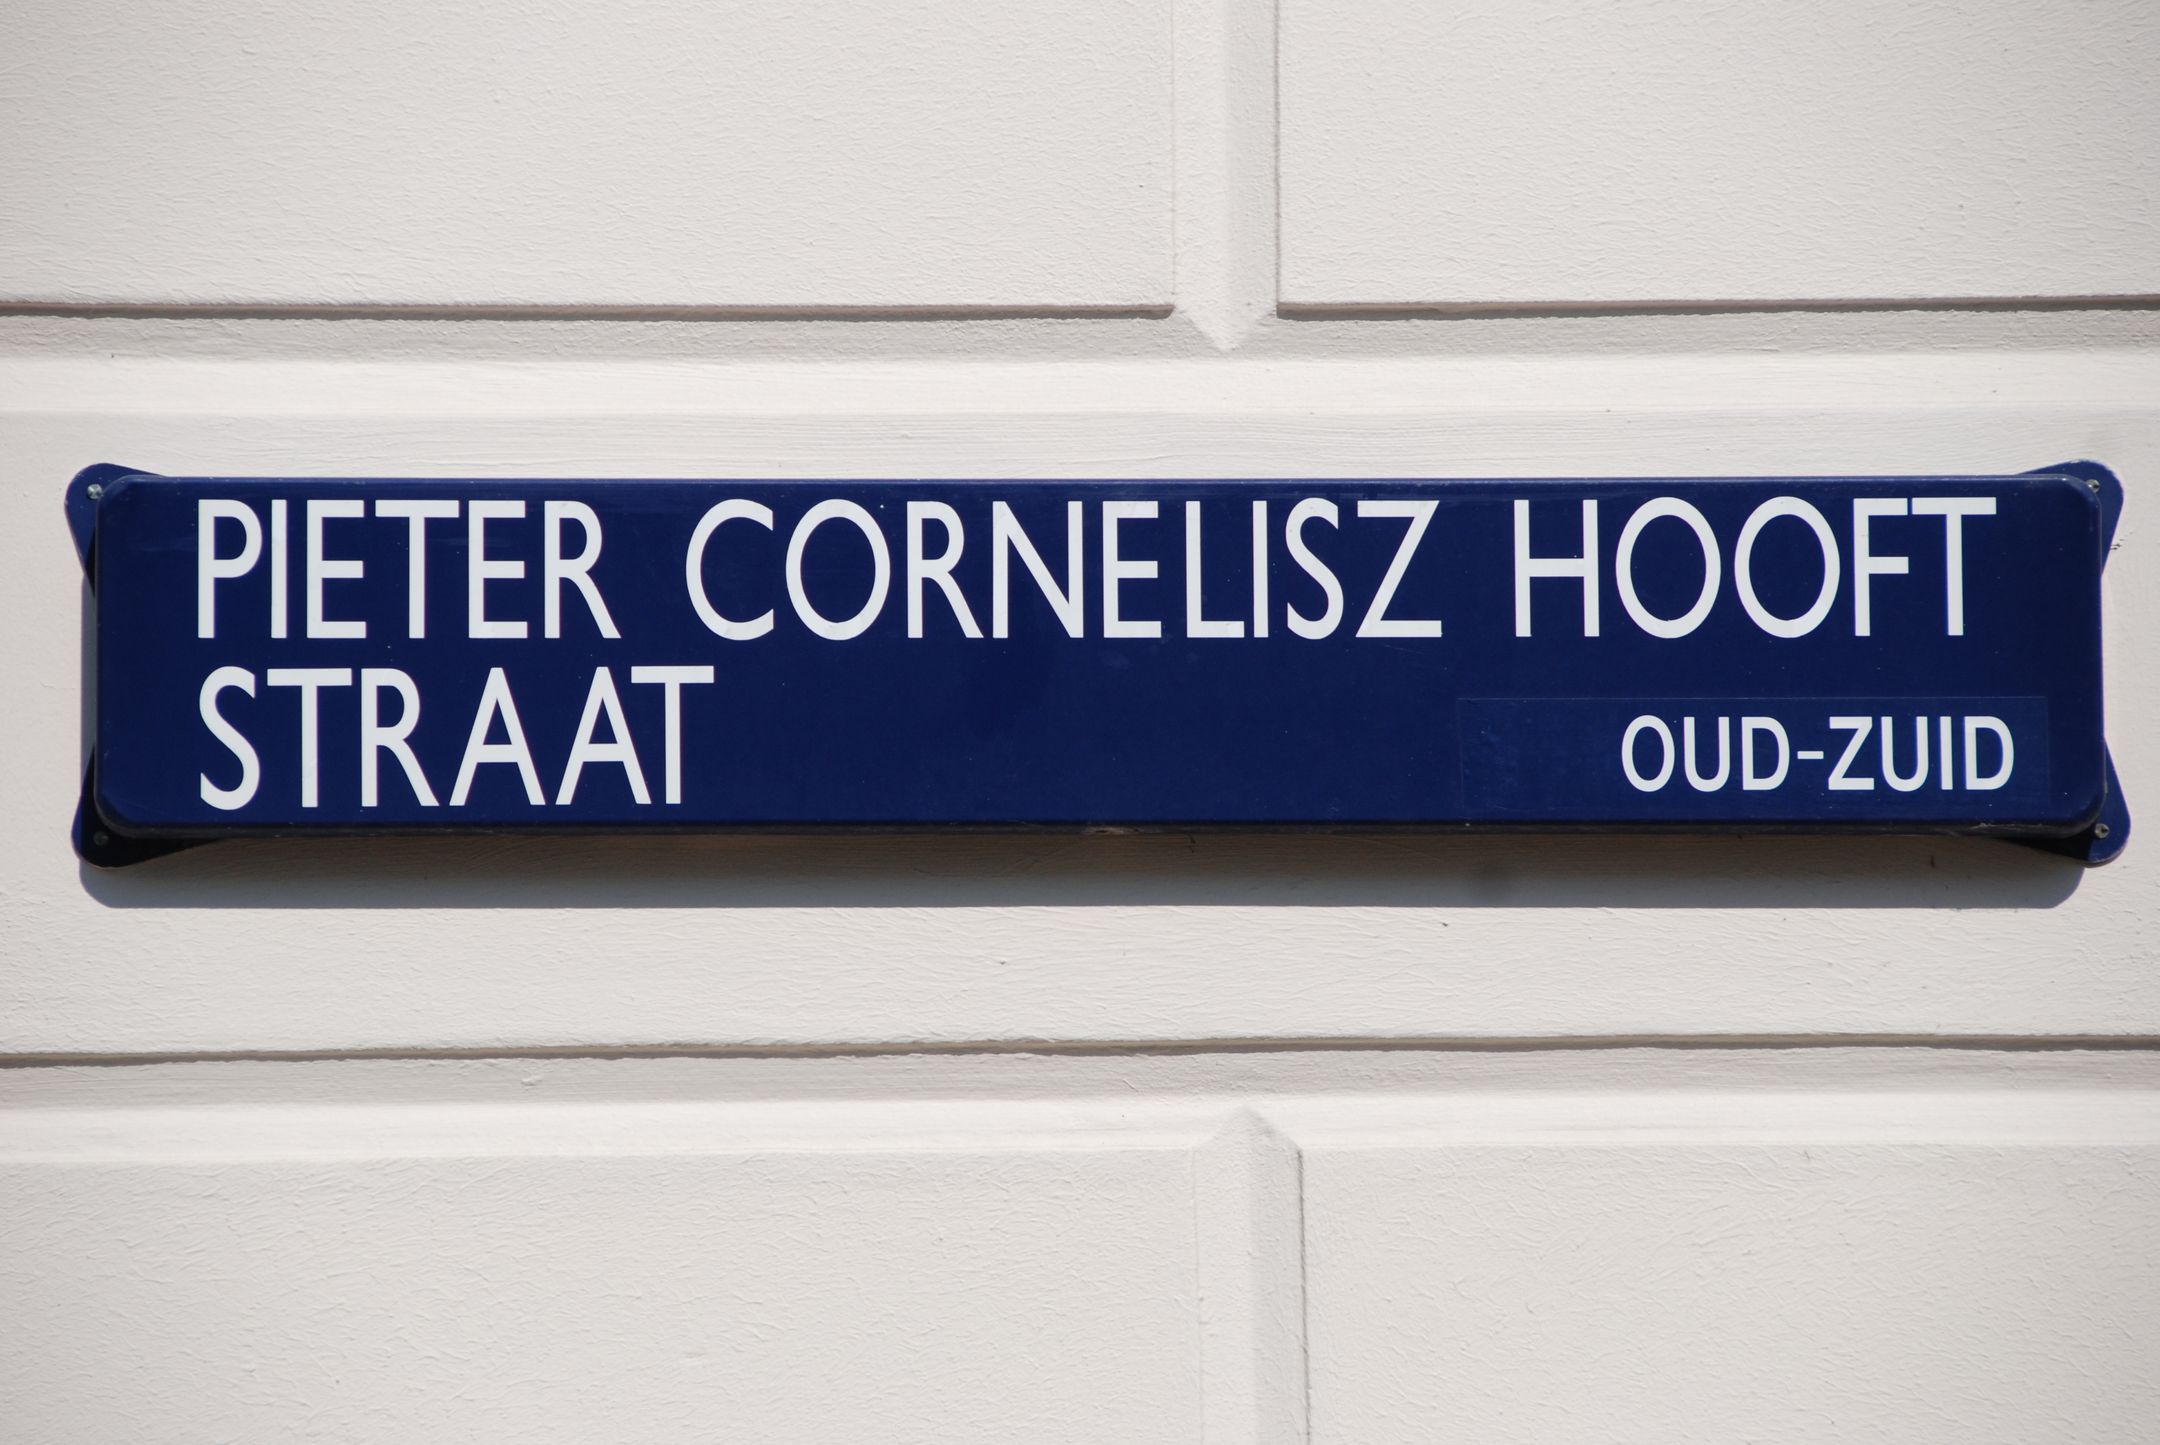 PIETER CORNELISZ HOOFT
STRAAT
OUD-ZUID